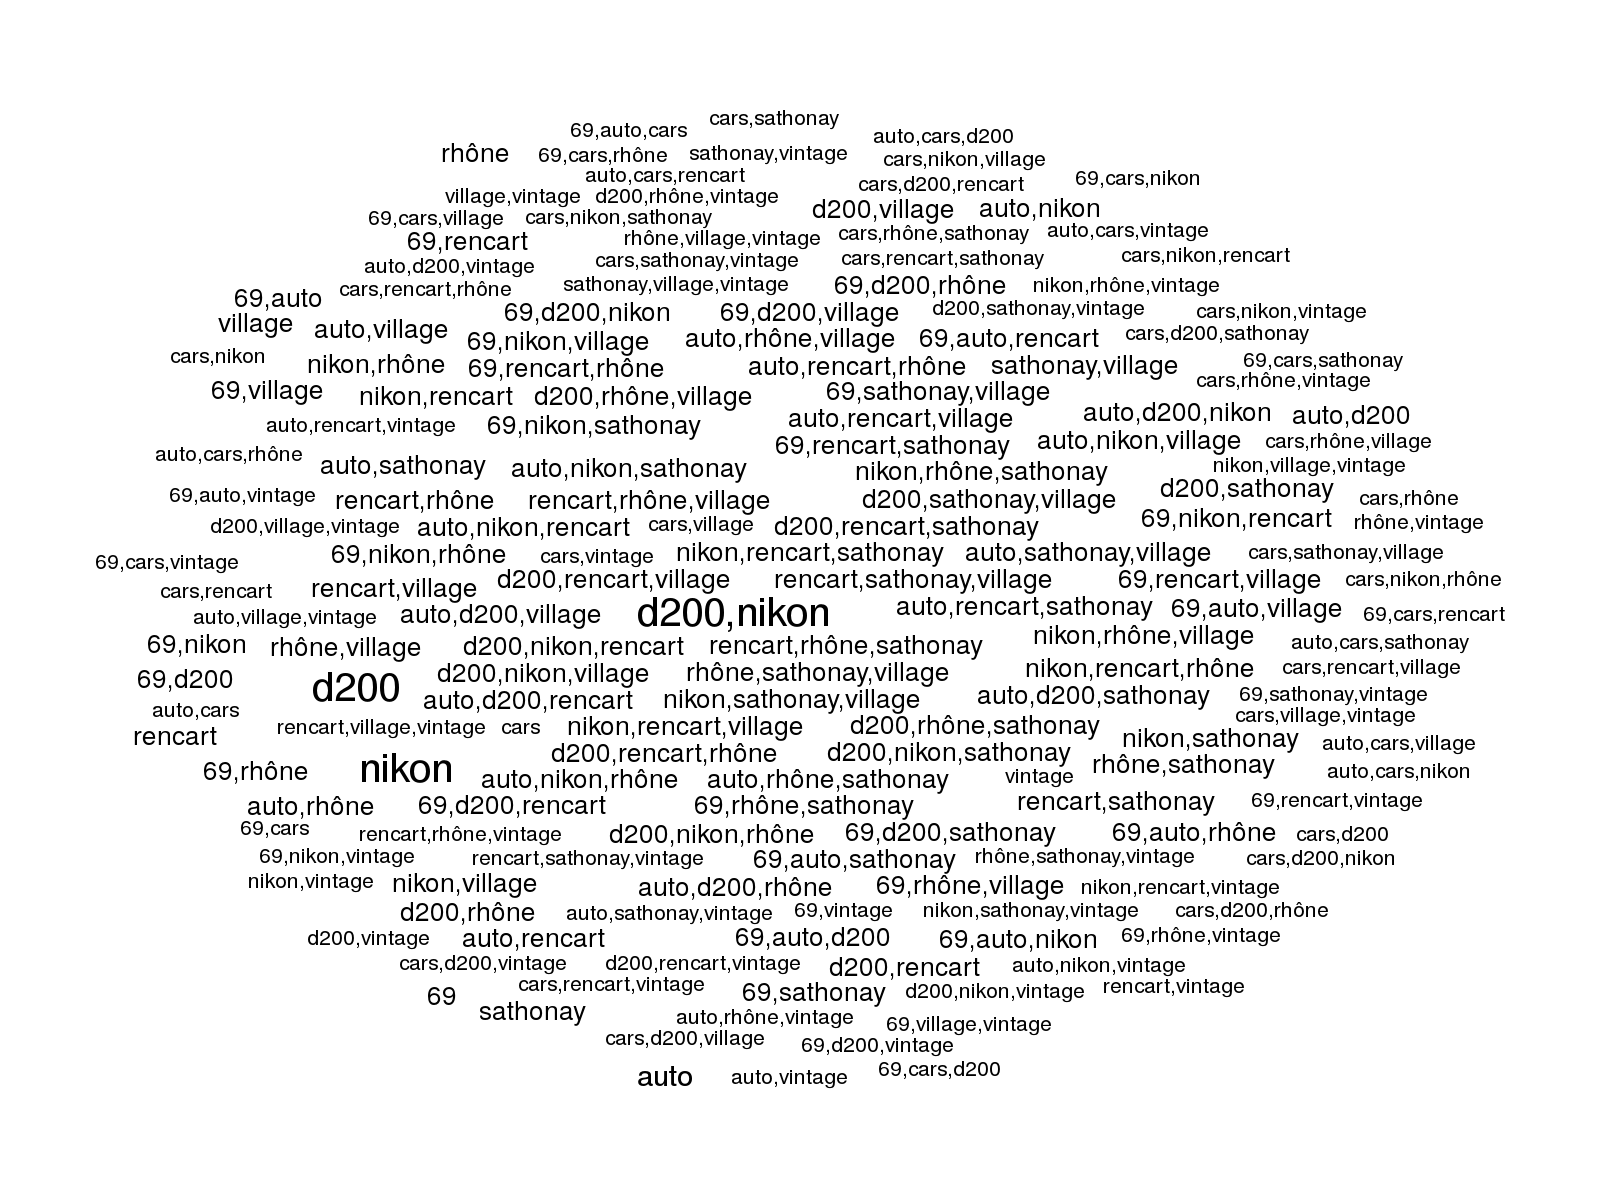 cars,sathonay
69,auto,cars
auto,cars,d200
rhône 69,cars,rhône sathonay,vintage cars,nikon,village
auto,cars,rencart
cars,d200,rencart 69,cars,nikon
village,vintage d200,rhône,vintage
d200,village auto,nikon
69,cars,village cars,nikon,sathonay
69,rencart rhône,village,vintage cars,rhône,sathonay auto,cars,vintage
auto,d200,vintage cars,sathonay,vintage cars,rencart,sathonay cars,nikon,rencart
69,auto cars,rencart,rhône sathonay,village,vintage 69,d200,rhône nikon,rhône,vintage
69,d200,nikon 69,d200,village d200,sathonay,vintage cars,nikon,vintage
village auto,village 69,nikon,village auto,rhône,village 69,auto,rencart cars,d200,sathonay
cars,nikon nikon,rhône 69,rencart,rhône auto,rencart,rhône sathonay,village 69,cars,sathonay
69,village nikon,rencart d200,rhône,village 69,sathonay,village cars,rhône,vintage
auto,rencart,vintage 69,nikon,sathonay auto,rencart,village auto,d200,nikon auto,d200
auto,cars,rhône 69,rencart,sathonay auto,nikon,village cars,rhône,village
auto,sathonay auto,nikon,sathonay nikon,rhône,sathonay nikon,village,vintage
69,auto,vintage rencart,rhône rencart,rhône,village d200,sathonay,village d200,sathonay cars,rhône
d200,village,vintage auto,nikon,rencart cars,village d200,rencart,sathonay 69,nikon,rencart rhône,vintage
69,cars,vintage 69,nikon,rhône cars,vintage nikon,rencart,sathonay auto,sathonay,village cars,sathonay,village
cars,rencart rencart,village d200,rencart,village rencart,sathonay,village 69,rencart,village cars,nikon,rhône
auto,village,vintage auto,d200,village d200,nikon auto,rencart,sathonay 69,auto,village 69,cars,rencart
69,nikon rhône,village d200,nikon,rencart rencart,rhône,sathonay nikon,rhône,village auto,cars,sathonay
69,d200 d200 d200,nikon,village rhône,sathonay,village nikon,rencart,rhône cars,rencart,village
auto,cars auto,d200,rencart nikon,sathonay,village auto,d200,sathonay 69,sathonay,vintage
rencart rencart,village,vintage cars nikon,rencart,village d200,rhône,sathonay cars,village,vintage
nikon,sathonay auto,cars,village
69,rhône nikon d200,rencart,rhône d200,nikon,sathonay rhône,sathonay auto,cars,nikon
auto,nikon,rhône auto,rhône,sathonay vintage
auto,rhône 69,d200,rencart 69,rhône,sathonay rencart,sathonay 69,rencart,vintage
69,cars rencart,rhône,vintage d200,nikon,rhône 69,d200,sathonay 69,auto,rhône cars,d200
69,nikon,vintage rencart,sathonay,vintage 69,auto,sathonay rhône,sathonay,vintage cars,d200,nikon
nikon,vintage nikon,village auto,d200,rhône 69,rhône,village nikon,rencart,vintage
d200,rhône auto,sathonay,vintage 69,vintage nikon,sathonay,vintage cars,d200,rhône
d200,vintage auto,rencart 69,auto,d200 69,auto,nikon 69,rhône,vintage
cars,d200,vintage d200,rencart,vintage d200,rencart auto,nikon,vintage
69 cars,rencart,vintage 69,sathonay d200,nikon,vintage rencart,vintage
sathonay auto,rhône,vintage 69,village,vintage
cars,d200,village 69,d200,vintage
auto auto,vintage 69,cars,d200